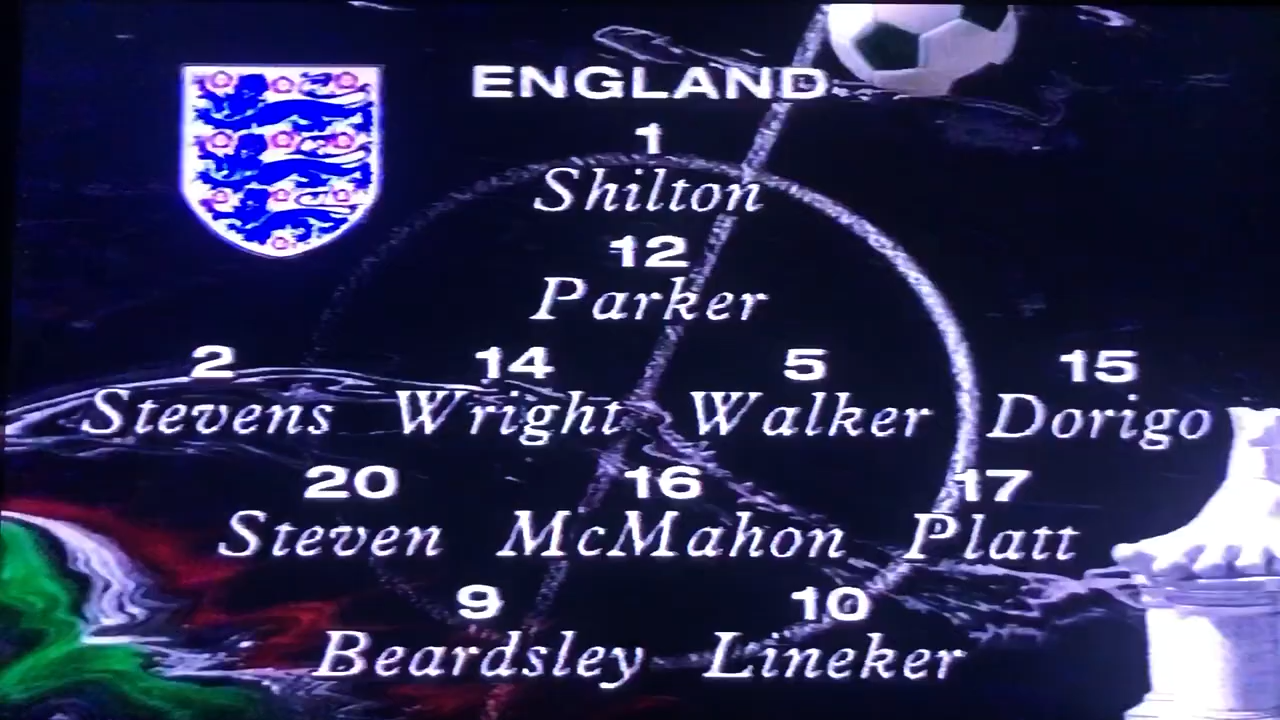 ENGLAND
1
Shilton
12
Parker
2 14 5 15
Stevens Wright Walker Dorigo
20 16 17
Steven McMahon Platt
9 10
Beardsley Lineker